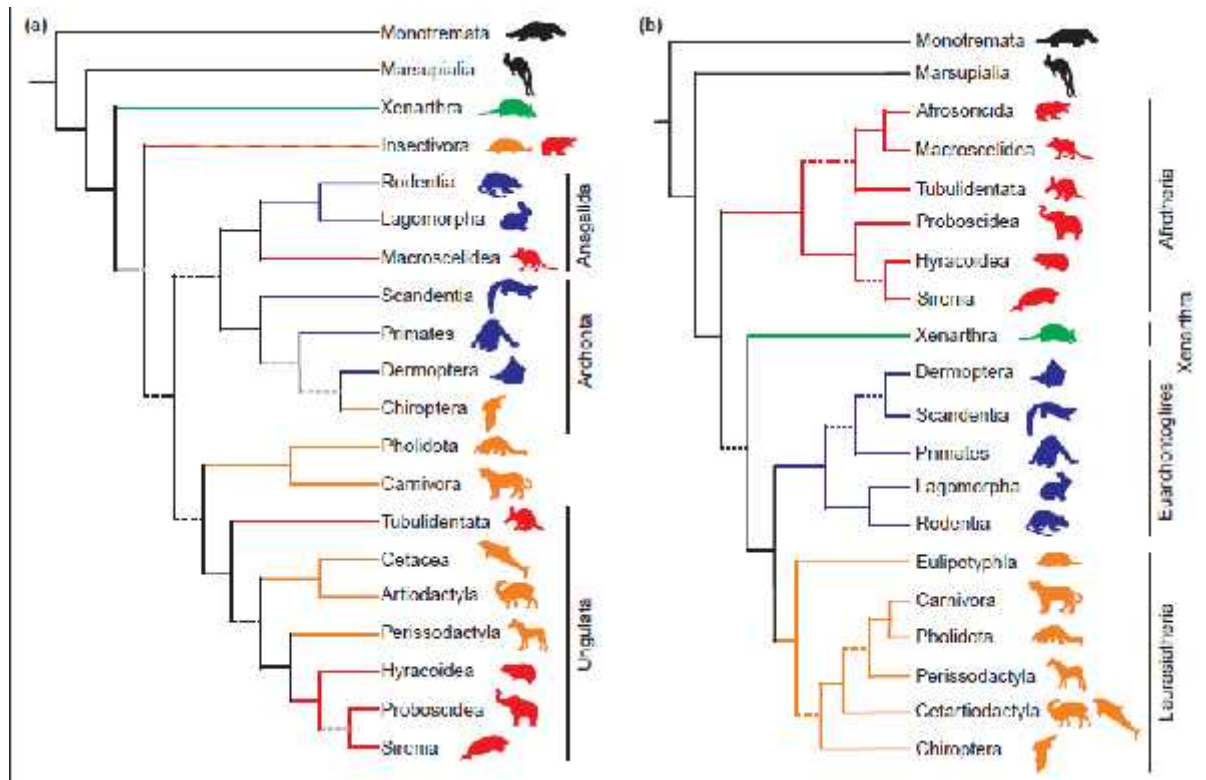 (a)
Monotremata
Marsupialia
Xenarthra
Insectivora
Rodentia
Lagomorpha
Macroscelidea
Anagalida
Scandentia
Primates
Dermoptera
Chiroptera
Archonta
Pholidota
Carnivora
Tubulidentata
Cetacea
Artiodactyla
Perissodactyla
Hyracoidea
Proboscidea
Sirenia
Ungulata
(b)
Monotremata
Marsupialia
Afrosoricida
Macroscelidea
Tubulidentata
Proboscidea
Hyracoidea
Sirenia
Afrotheria
Xenarthra
Xenarthra
Dermoptera
Scandentia
Primates
Lagomorpha
Rodentia
Euarchontoglires
Eulipotyphla
Carnivora
Pholidota
Perissodactyla
Cetartiodactyla
Chiroptera
Laurasiatheria